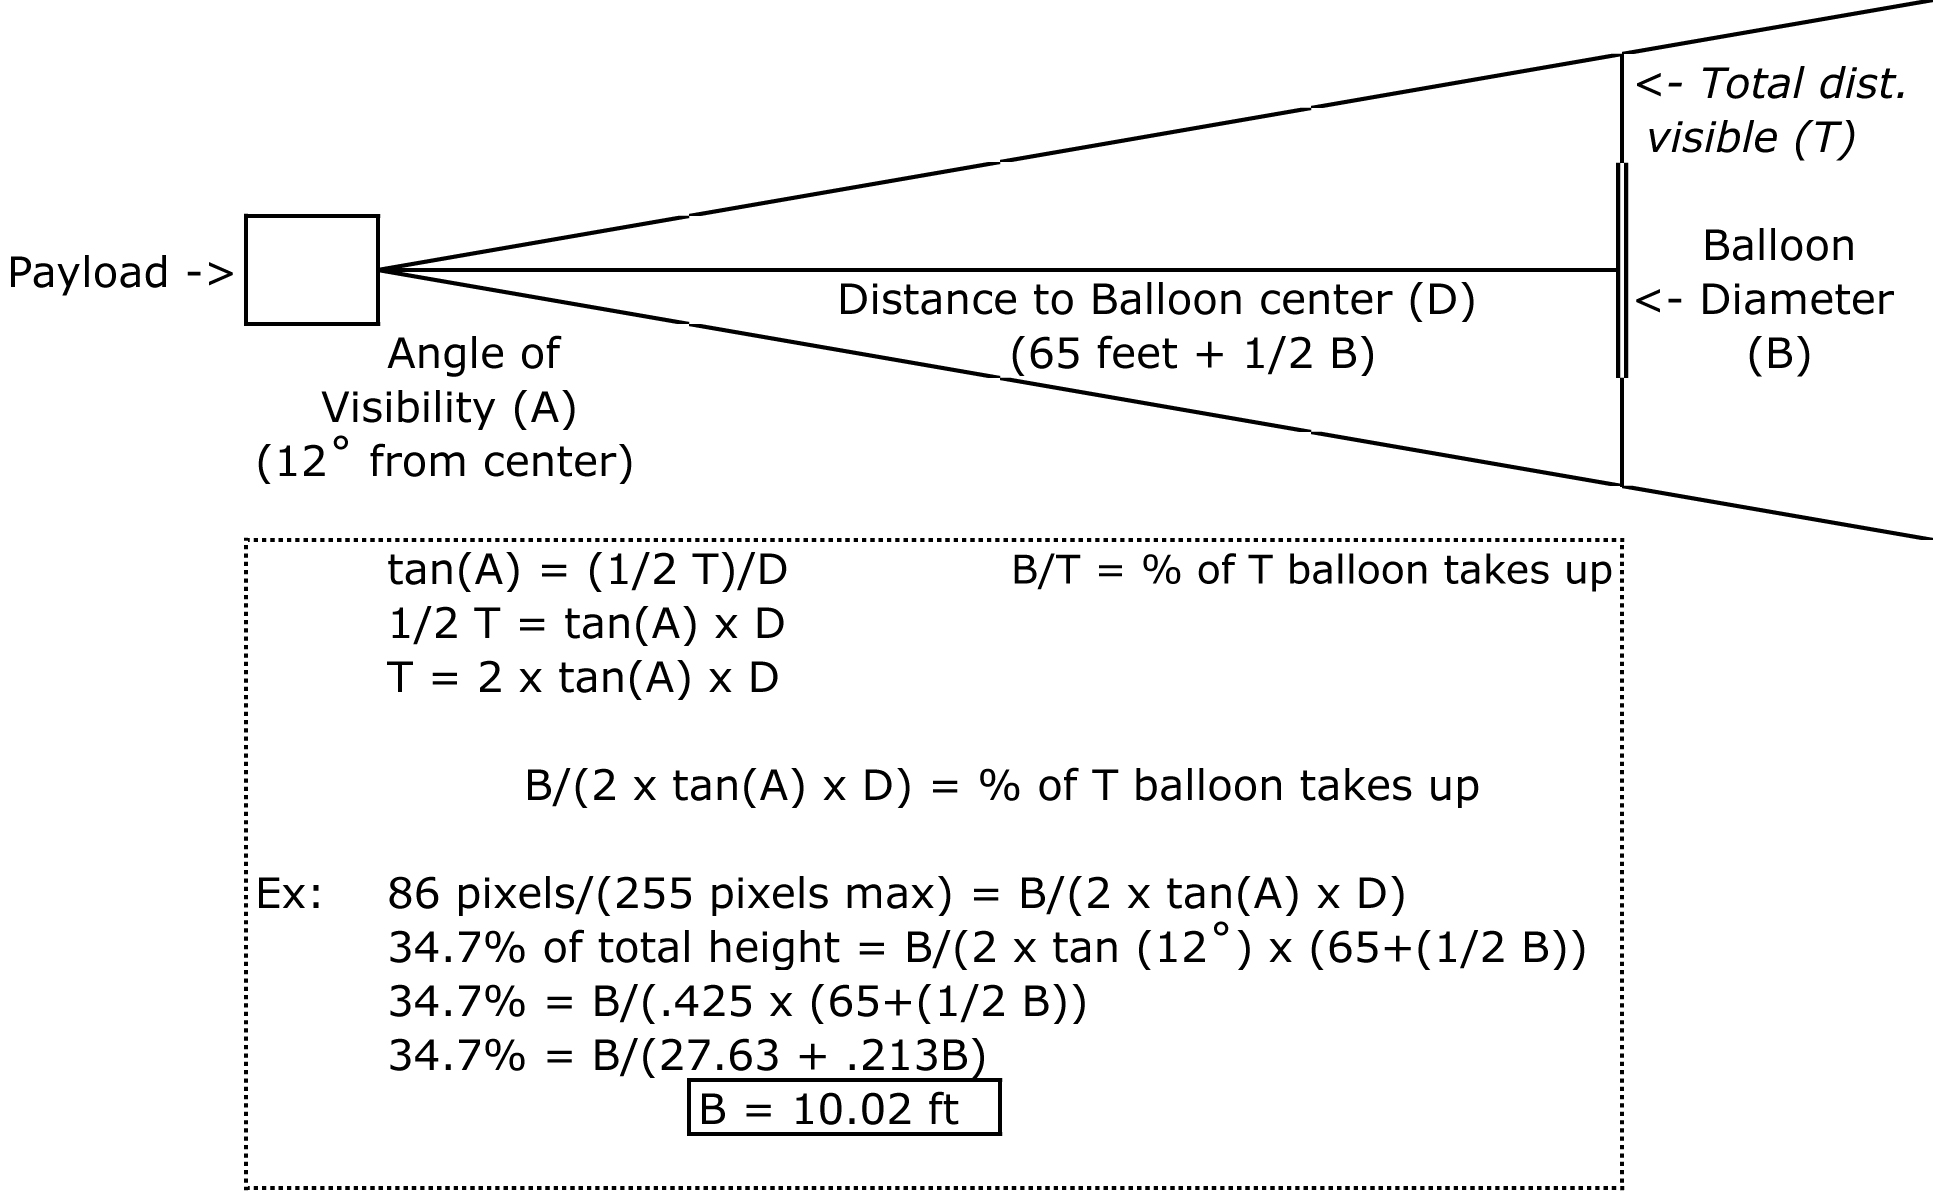 <- Total dist.
visible (T)
Payload ->
Balloon
<- Diameter
(B)
Distance to Balloon center (D)
(65 feet + 1/2 B)
Angle of
Visibility (A)
(12° from center)
tan(A) = (1/2 T)/D
B/T = % of T balloon takes up
1/2 T = tan(A) x D
T = 2 x tan(A) x D
B/(2 x tan(A) x D) = % of T balloon takes up
Ex: 86 pixels/(255 pixels max) = B/(2 x tan(A) x D)
34.7% of total height = B/(2 x tan (12°) x (65+(1/2 B))
34.7% = B/(.425 x (65+(1/2 B))
34.7% = B/(27.63 + .213B)
B = 10.02 ft